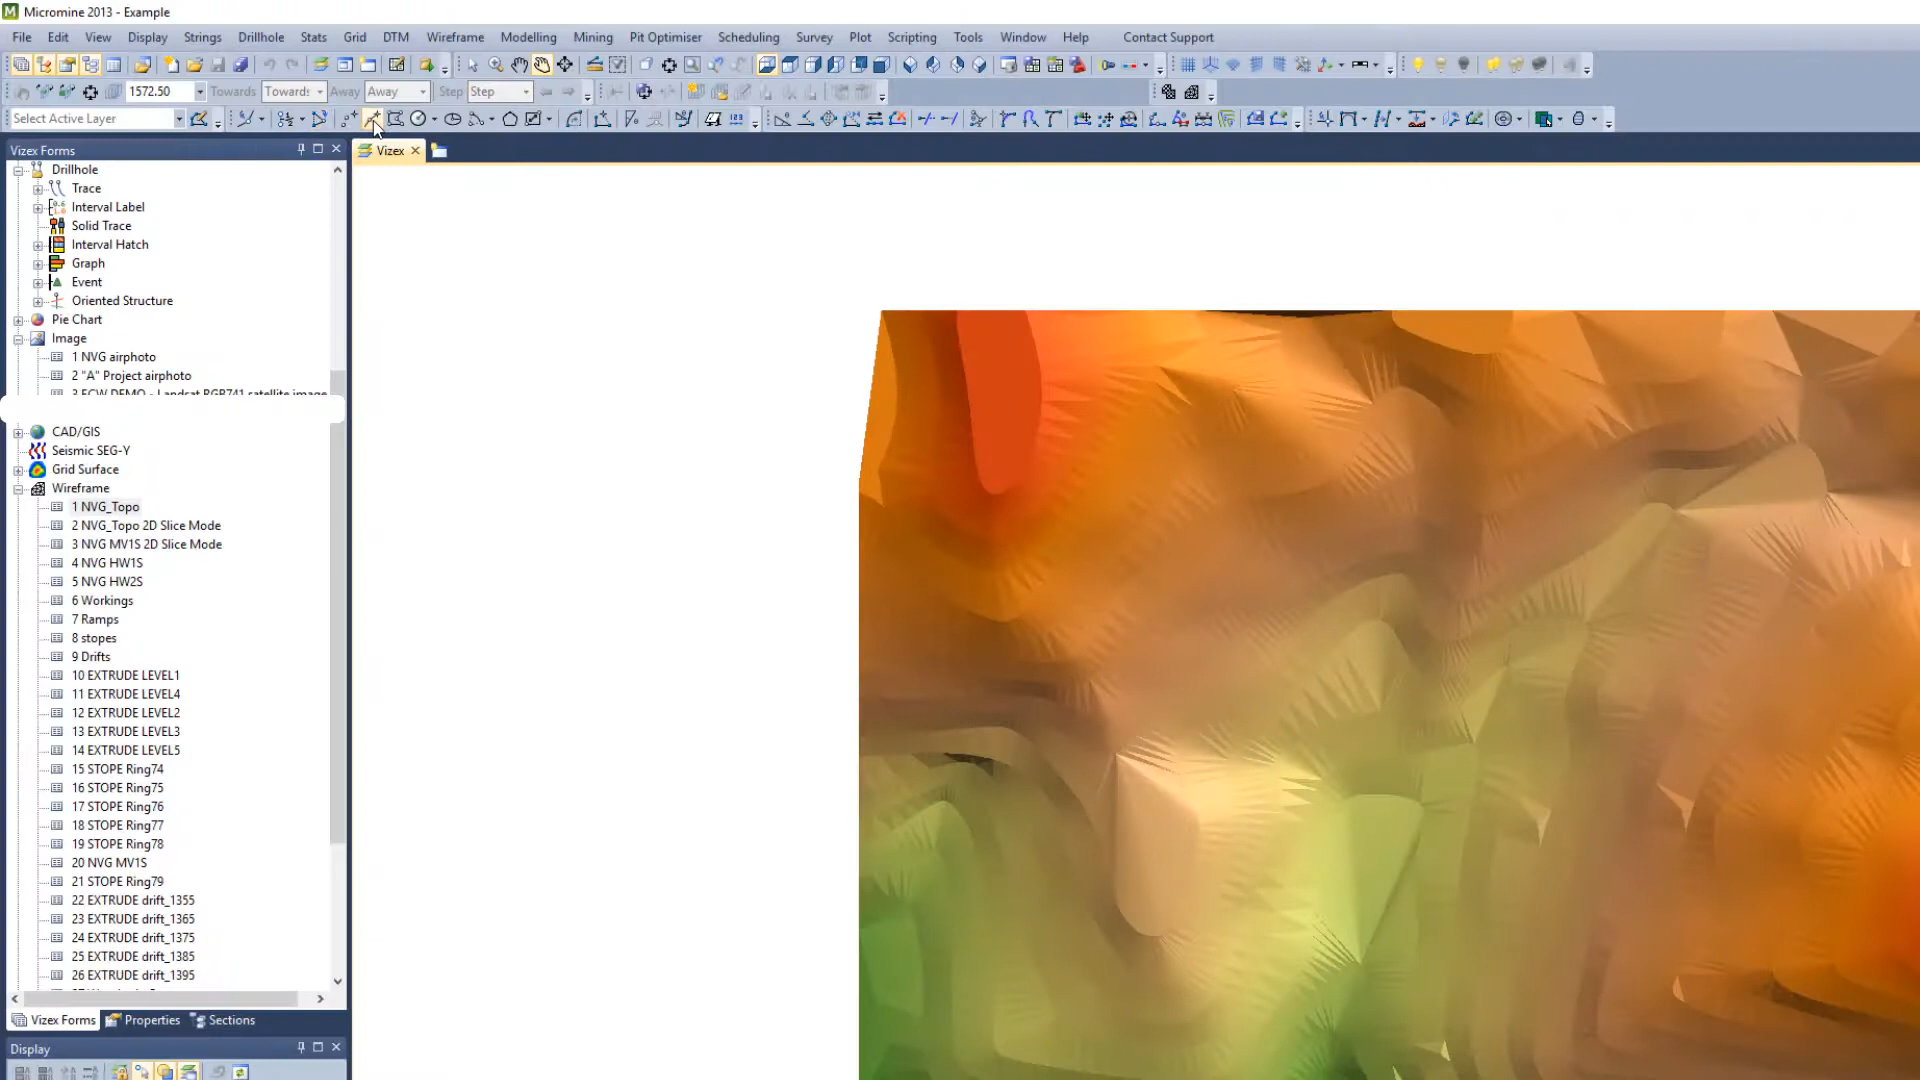 Micromine 2013 - Example
File Edit View Display Strings Drillhole Stats Grid DTM Wireframe Modelling Mining Pit Optimiser Scheduling Survey Plot Scripting Tools Window Help Contact Support
1572.50 Towards Towards Away Away Step Step
Select Active Layer
Vizex Forms
Vizex
Drillhole
Trace
Interval Label
Solid Trace
Interval Hatch
Graph
Event
Oriented Structure
Pie Chart
Image
1 NVG airphoto
2 "A" Project airphoto
3 ECW DEMO - Landsat RGB741 satellite image
CAD/GIS
Seismic SEG-Y
Grid Surface
Wireframe
1 NVG_Topo
2 NVG_Topo 2D Slice Mode
3 NVG MV1S 2D Slice Mode
4 NVG HW1S
5 NVG HW2S
6 Workings
7 Ramps
8 stopes
9 Drifts
10 EXTRUDE LEVEL1
11 EXTRUDE LEVEL4
12 EXTRUDE LEVEL2
13 EXTRUDE LEVEL3
14 EXTRUDE LEVEL5
15 STOPE Ring74
16 STOPE Ring75
17 STOPE Ring76
18 STOPE Ring77
19 STOPE Ring78
20 NVG MV1S
21 STOPE Ring79
22 EXTRUDE drift_1355
23 EXTRUDE drift_1365
24 EXTRUDE drift_1375
25 EXTRUDE drift_1385
26 EXTRUDE drift_1395
Vizex Forms Properties Sections
Display